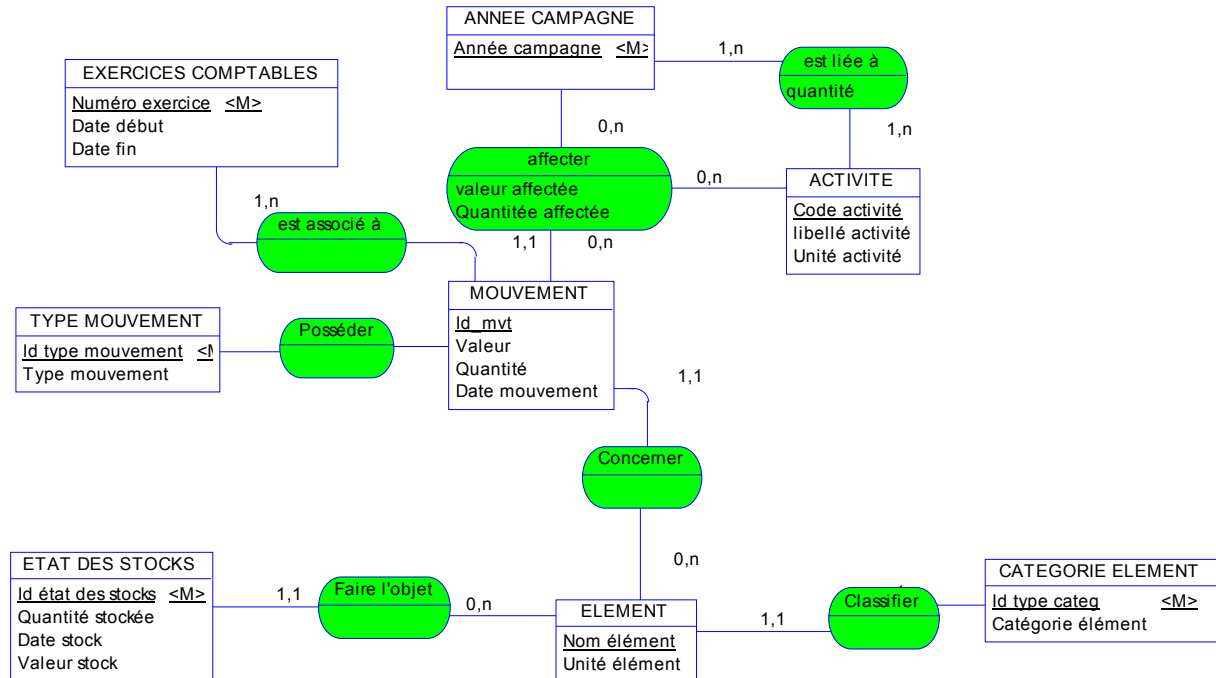 ANNEE CAMPAGNE
Année campagne <M>
1,n
est liée à
quantité
EXERCICES COMPTABLES
Numéro exercice <M>
Date début
Date fin
0,n
1,n
affecter
valeur affectée
Quantitée affectée
0,n
ACTIVITE
Code activité
libellé activité
Unité activité
1,n
est associé à
1,1
0,n
MOUVEMENT
Id_mvt
Valeur
Quantité
Date mouvement
TYPE MOUVEMENT
Id type mouvement
Type mouvement
Posséder
1,1
Concerner
0,n
ETAT DES STOCKS
Id état des stocks <M>
Quantité stockée
Date stock
Valeur stock
1,1
Faire l'objet
0,n
ELEMENT
Nom élément
Unité élément
1,1
Classifier
CATEGORIE ELEMENT
Id type categ <M>
Catégorie élément